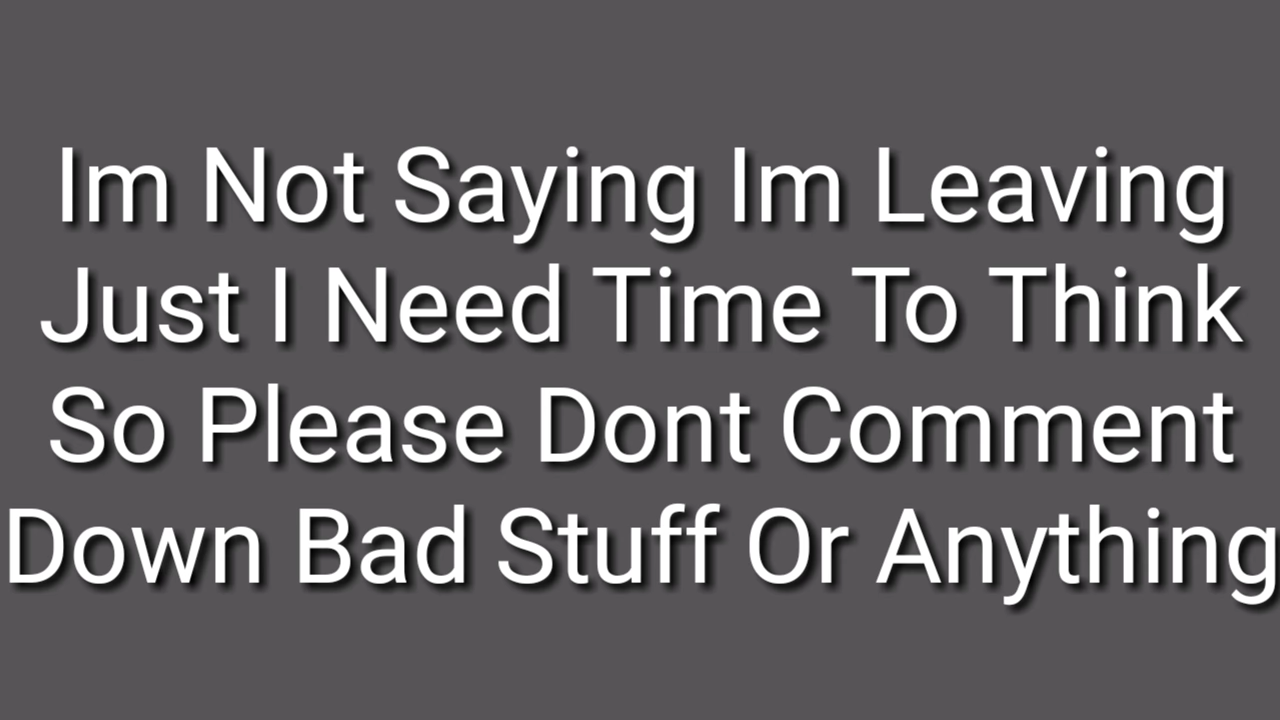 Im Not Saying Im Leaving
Just I Need Time To Think
So Please Dont Comment
Down Bad Stuff Or Anything